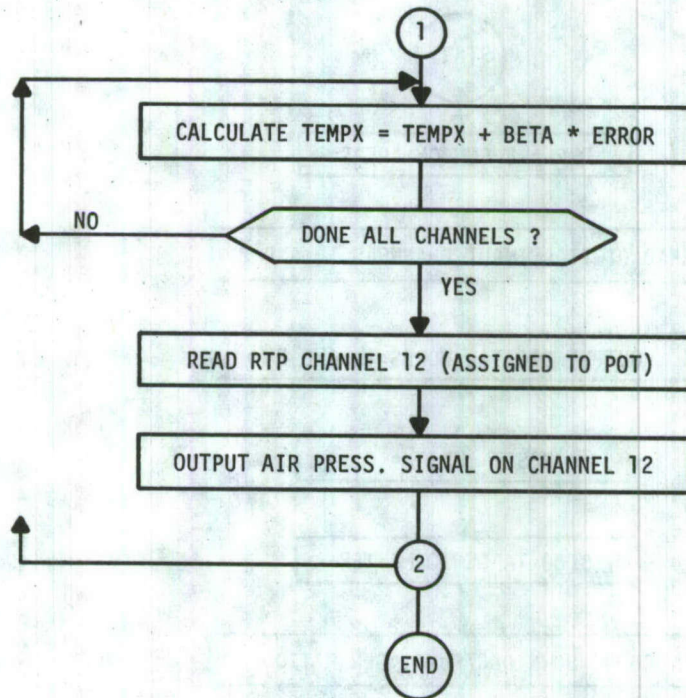 1
CALCULATE TEMPX = TEMPX + BETA * ERROR
NO
DONE ALL CHANNELS ?
YES
READ RTP CHANNEL 12 (ASSIGNED TO POT)
OUTPUT AIR PRESS. SIGNAL ON CHANNEL 12
2
END